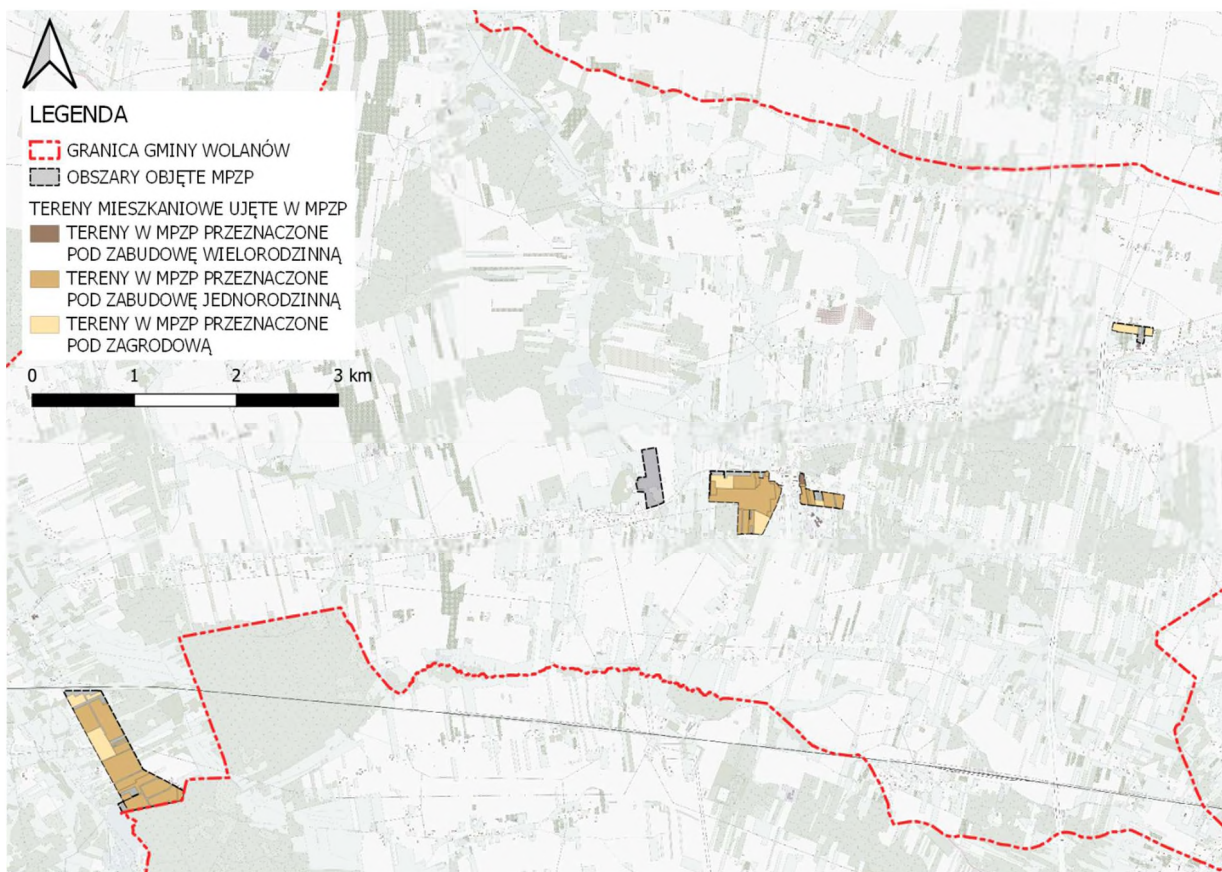 LEGENDA
GRANICA GMINY WOLANÓW
OBSZARY OBJĘTE MPZP
TERENY MIESZKANIOWE UJĘTE W MPZP
TERENY W MPZP PRZEZNACZONE
POD ZABUDOWĘ WIELORODZINNĄ
TERENY W MPZP PRZEZNACZONE
POD ZABUDOWĘ JEDNORODZINNĄ
TERENY W MPZP PRZEZNACZONE
POD ZAGRODOWĄ
0 1 2 3 km